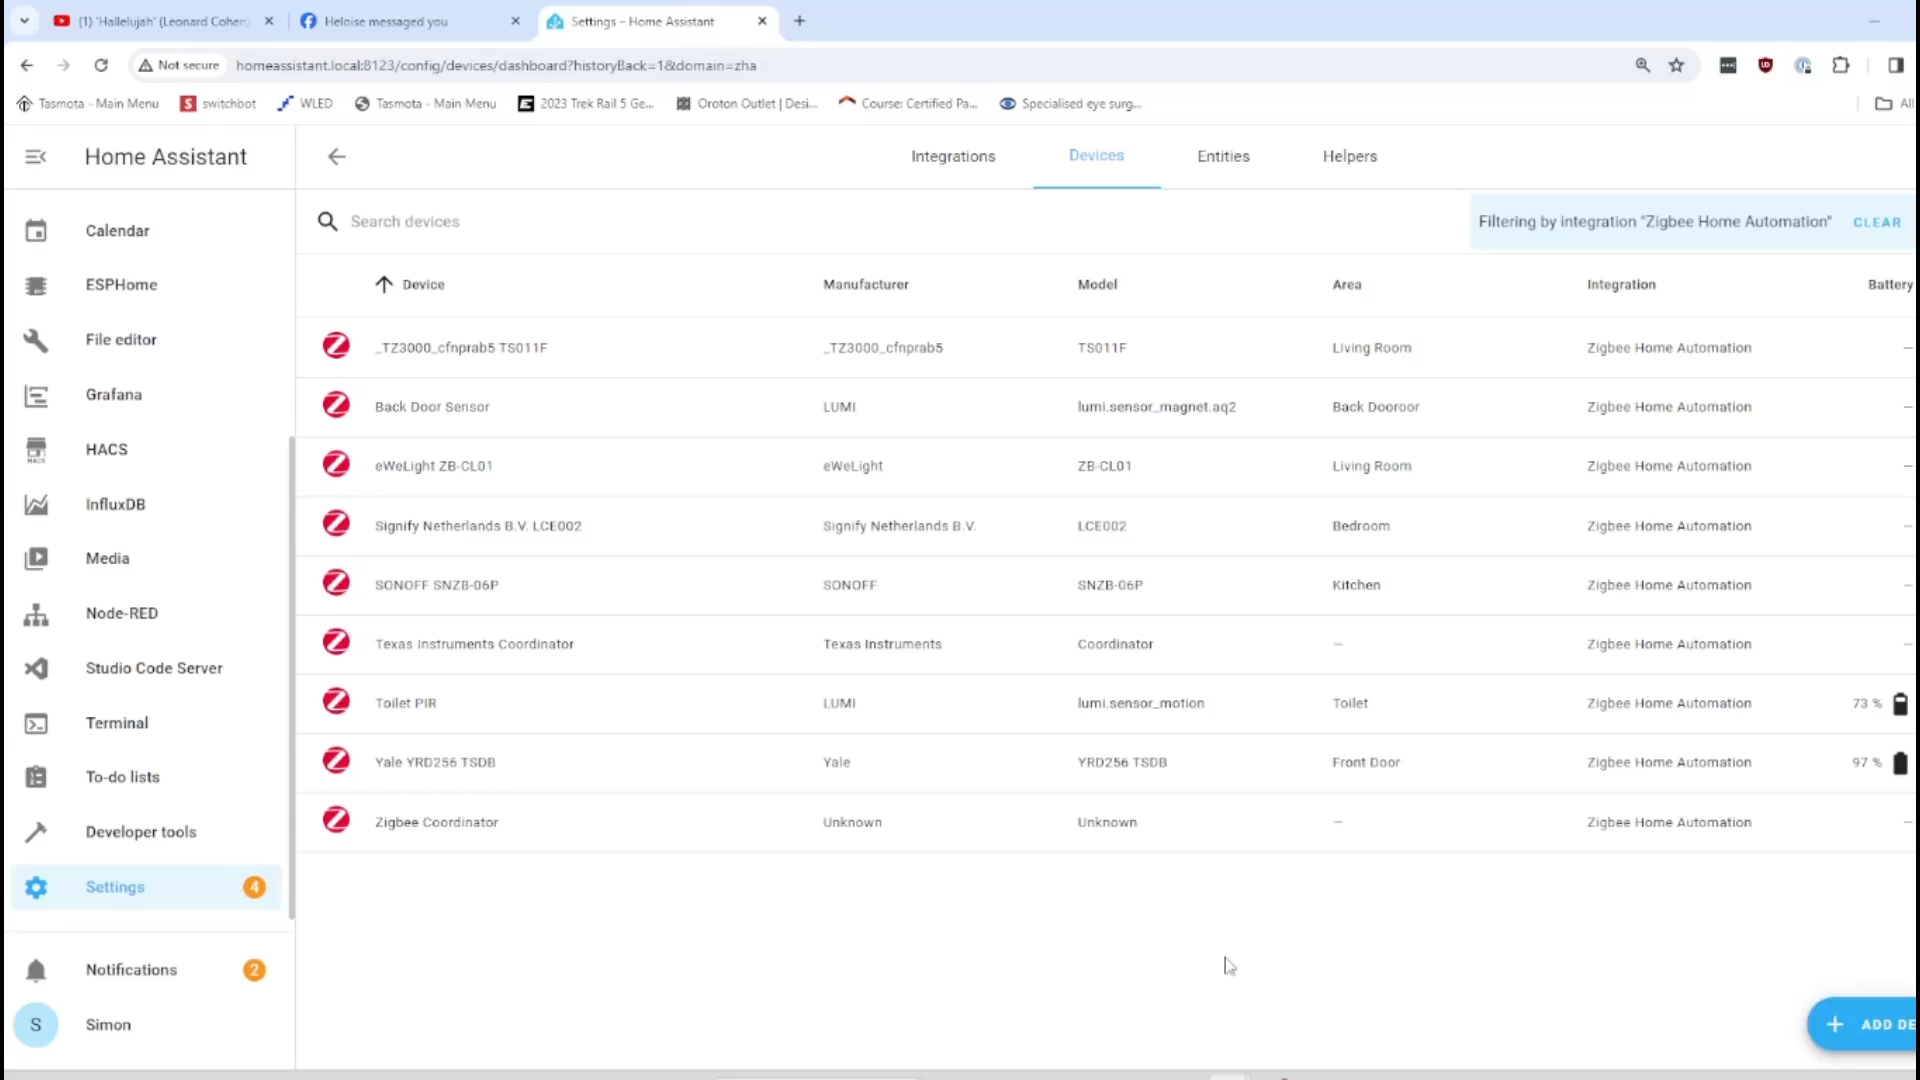 (1) 'Hallelujah' (Leonard Cohen)
Heloise messaged you
Settings – Home Assistant
Not secure
homeassistant.local:8123/config/devices/dashboard?historyBack=1&domain=zha
Tasmota - Main Menu
switchbot
WLED
Tasmota - Main Menu
2023 Trek Rail 5 Ge...
Oroton Outlet | Desi...
Course: Certified Pa...
Specialised eye surg...
All
Home Assistant
Integrations
Devices
Entities
Helpers
Calendar
ESPHome
File editor
Grafana
HACS
InfluxDB
Media
Node-RED
Studio Code Server
Terminal
To-do lists
Developer tools
Settings 4
Notifications 2
S Simon
Search devices
Filtering by integration "Zigbee Home Automation" CLEAR
Device Manufacturer Model Area Integration Battery
_TZ3000_cfnprab5 TS011F _TZ3000_cfnprab5 TS011F Living Room Zigbee Home Automation –
Back Door Sensor LUMI lumi.sensor_magnet.aq2 Back Dooroor Zigbee Home Automation –
eWeLight ZB-CL01 eWeLight ZB-CL01 Living Room Zigbee Home Automation –
Signify Netherlands B.V. LCE002 Signify Netherlands B.V. LCE002 Bedroom Zigbee Home Automation –
SONOFF SNZB-06P SONOFF SNZB-06P Kitchen Zigbee Home Automation –
Texas Instruments Coordinator Texas Instruments Coordinator – Zigbee Home Automation –
Toilet PIR LUMI lumi.sensor_motion Toilet Zigbee Home Automation 73 %
Yale YRD256 TSDB Yale YRD256 TSDB Front Door Zigbee Home Automation 97 %
Zigbee Coordinator Unknown Unknown – Zigbee Home Automation –
+ ADD DE